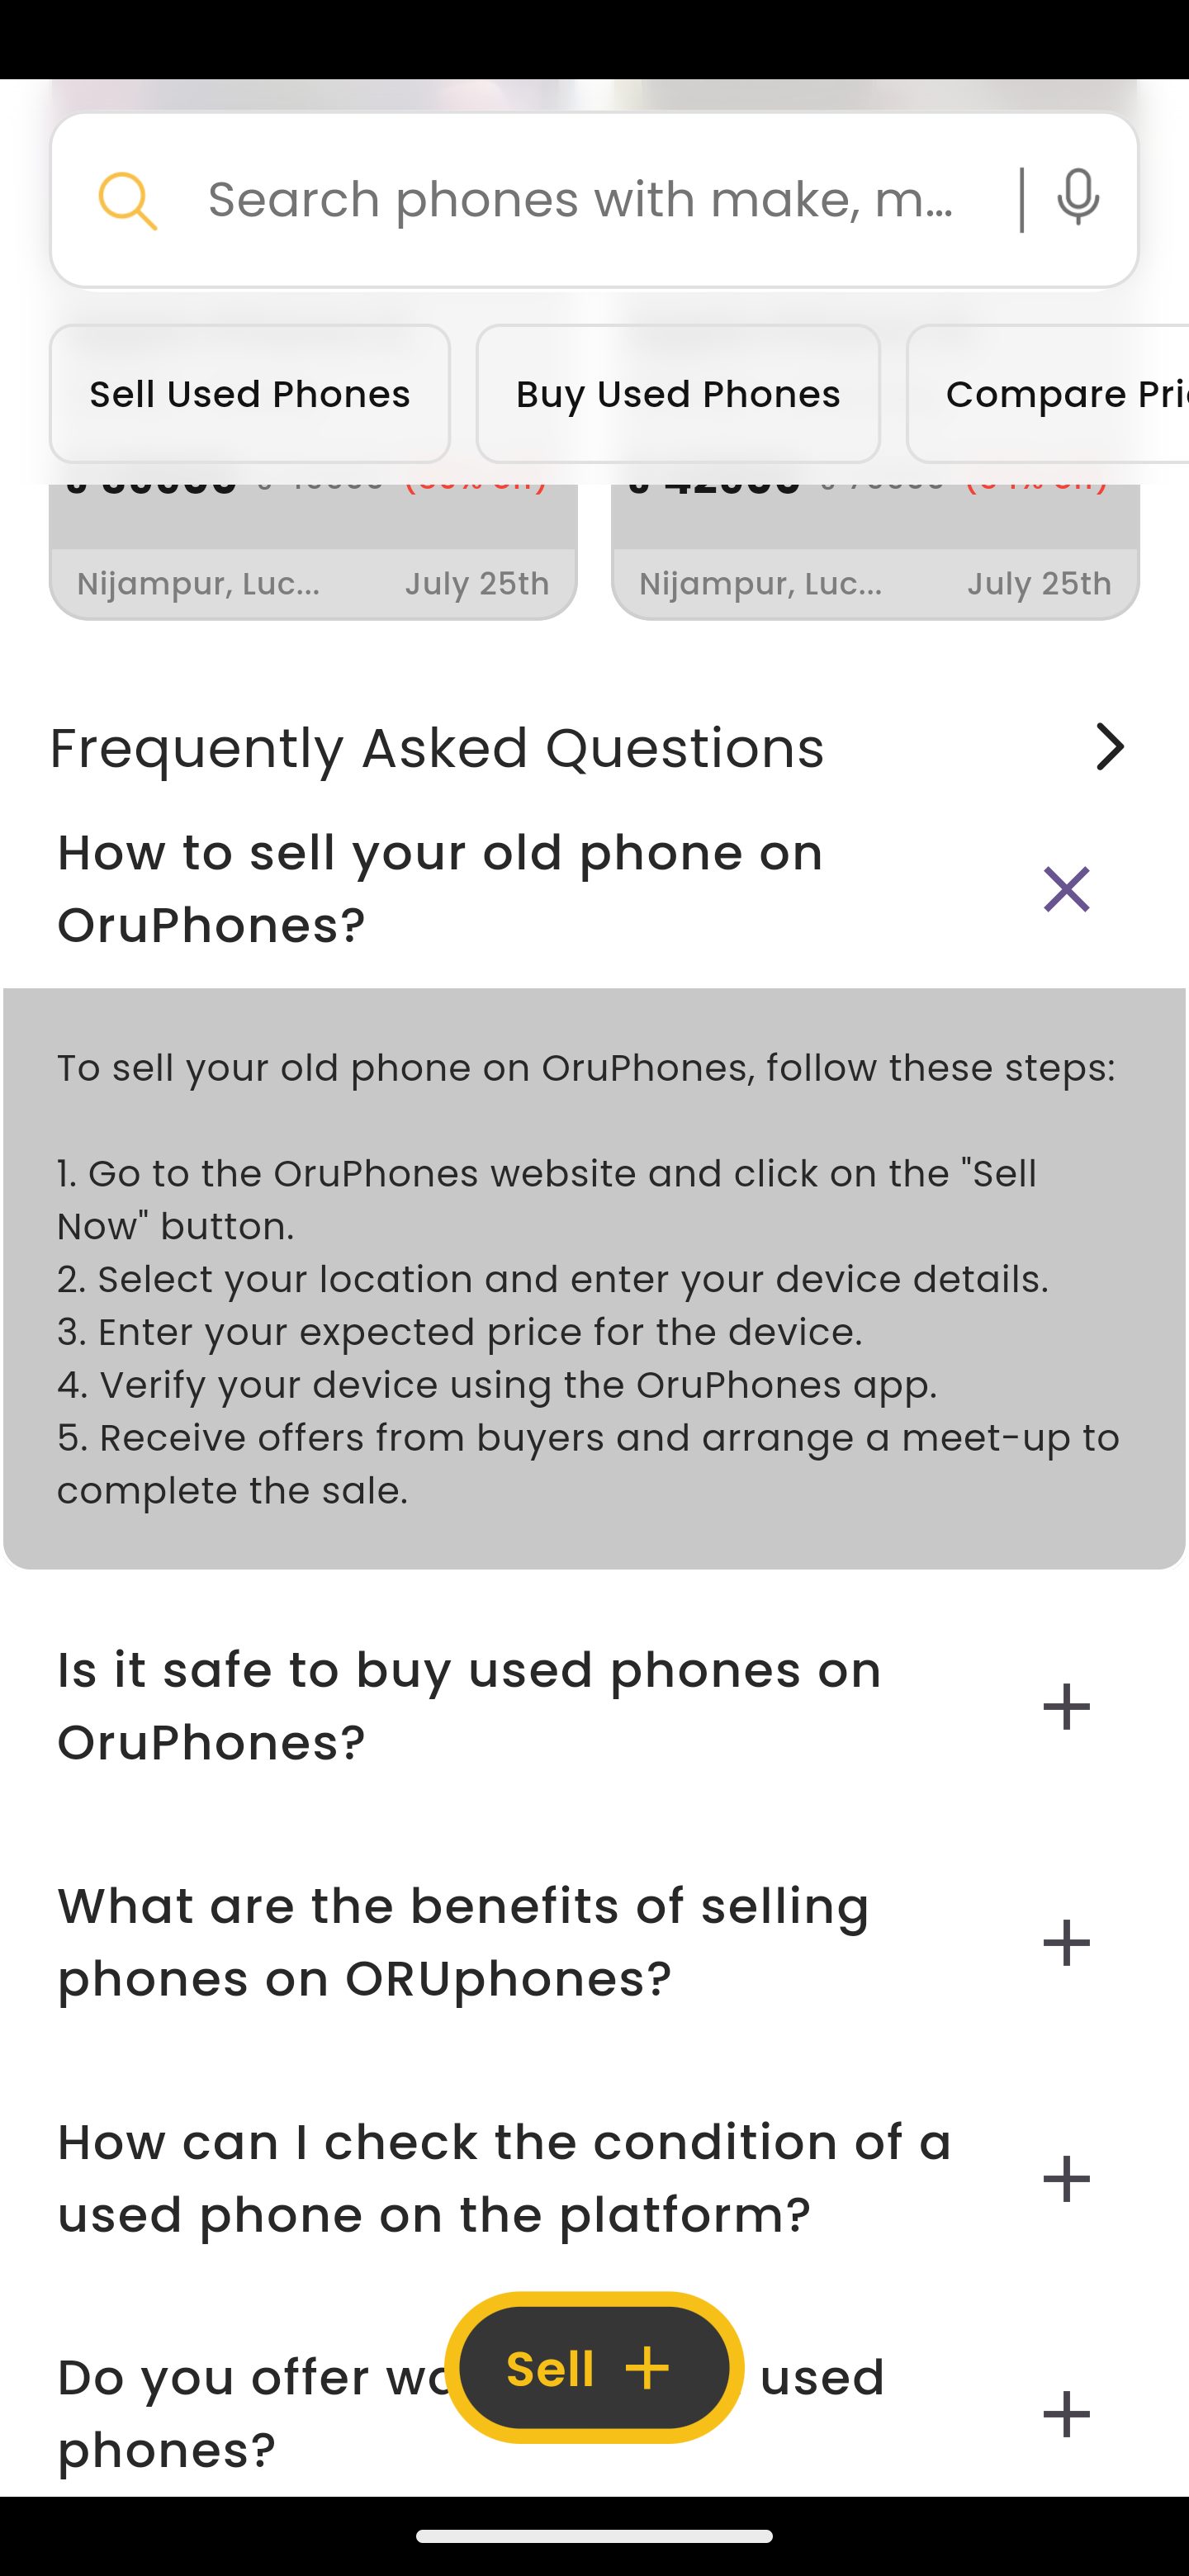 Search phones with make, m...
Sell Used Phones
Buy Used Phones
Compare
Nijampur, Luc...
July 25th
Nijampur, Luc...
July 25th
Frequently Asked Questions
How to sell your old phone on
OruPhones?
To sell your old phone on OruPhones, follow these steps:
1. Go to the OruPhones website and click on the "Sell
Now" button.
2. Select your location and enter your device details.
3. Enter your expected price for the device.
4. Verify your device using the OruPhones app.
5. Receive offers from buyers and arrange a meet-up to
complete the sale.
Is it safe to buy used phones on
OruPhones?
What are the benefits of selling
phones on ORUphones?
How can I check the condition of a
used phone on the platform?
Do you offer used
phones?
Sell +